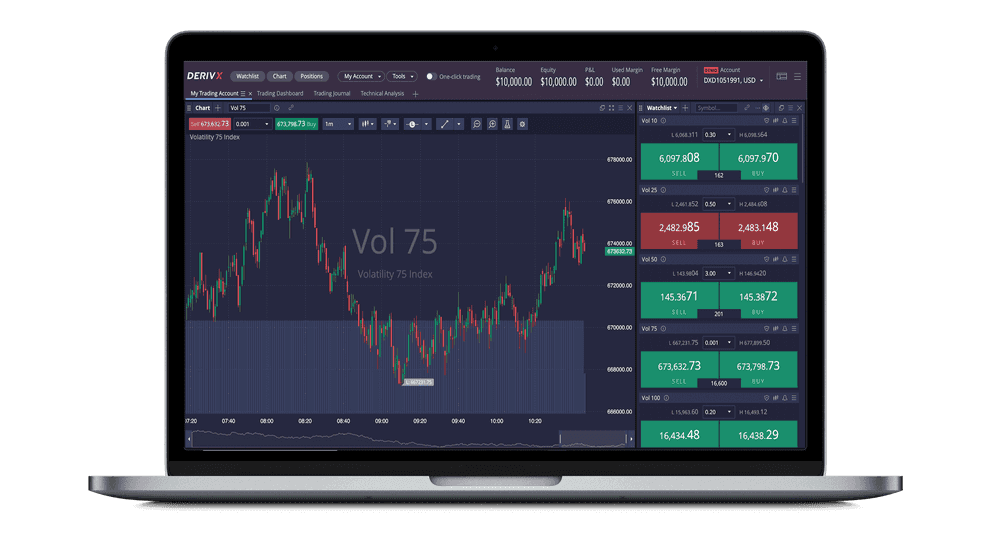 DERIV X
Watchlist Chart Positions My Account Tools One-click trading
Balance Equity P&L Used Margin Free Margin DEMO Account
$10,000.00 $10,000.00 $0.00 $0.00 $10,000.00 DXD1051991, USD
My Trading Account Trading Dashboard Trading Journal Technical Analysis
Chart Vol 75
Sell 673,632.73 0.001 673,798.73 Buy 1m
Volatility 75 Index
678000.00
676000.00
674000.00
673632.73
672000.00
670000.00
668000.00
666000.00
Vol 75
Volatility 75 Index
L: 667231.75
07:20 07:40 08:00 08:20 08:40 09:00 09:20 09:40 10:00 10:20
Watchlist Symbol...
Vol 10
L 6,068.311 0.30 H 6,098.564
6,097.808 6,097.970
SELL 162 BUY
Vol 25
L 2,461.852 0.50 H 2,484.608
2,482.985 2,483.148
SELL 163 BUY
Vol 50
L 143.9804 3.00 H 146.9420
145.3671 145.3872
SELL 201 BUY
Vol 75
L 667,231.75 0.001 H 677,899.50
673,632.73 673,798.73
SELL 16,600 BUY
Vol 100
L 15,963.60 0.20 H 16,493.12
16,434.48 16,438.29